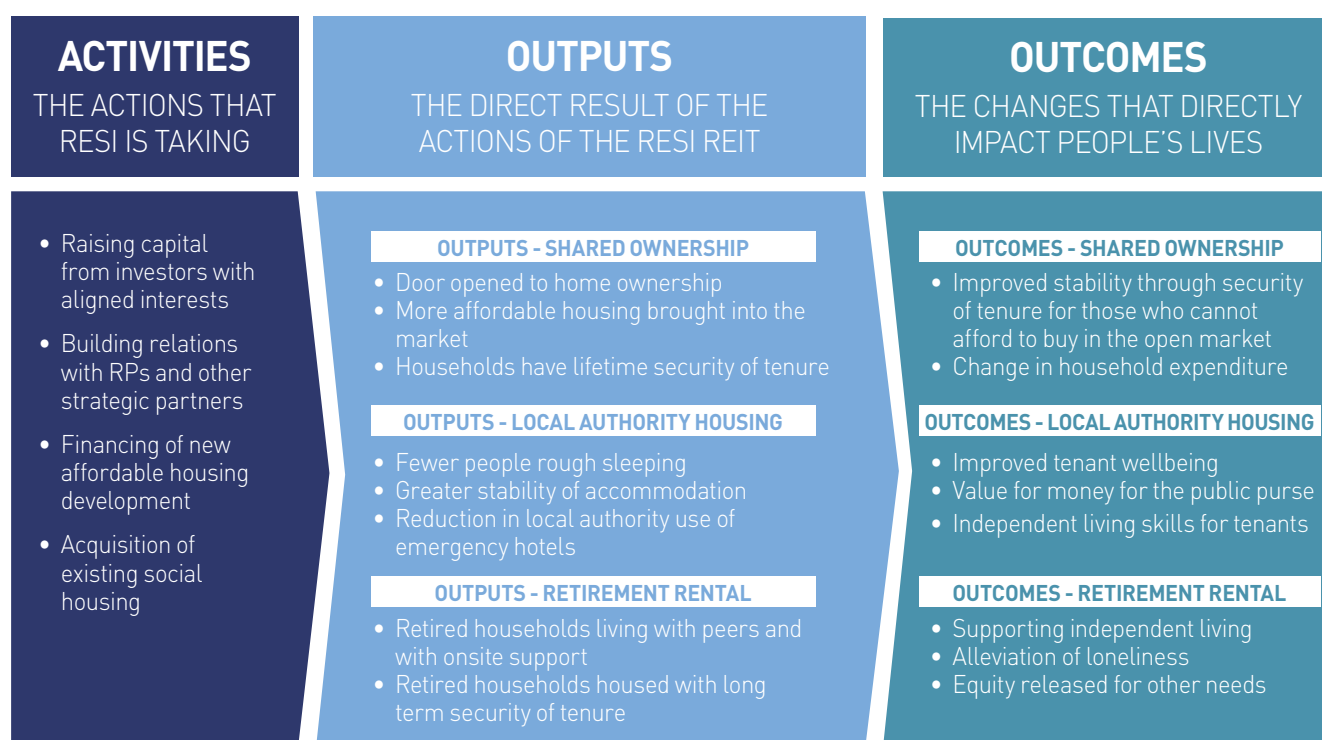 ACTIVITIES
THE ACTIONS THAT
RESI IS TAKING
• Raising capital
from investors with
aligned interests
• Building relations
with RPs and other
strategic partners
• Financing of new
affordable housing
development
• Acquisition of
existing social
housing
OUTPUTS
THE DIRECT RESULT OF THE
ACTIONS OF THE RESI REIT
OUTPUTS - SHARED OWNERSHIP
• Door opened to home ownership
• More affordable housing brought into the
market
• Households have lifetime security of tenure
OUTPUTS - LOCAL AUTHORITY HOUSING
• Fewer people rough sleeping
• Greater stability of accommodation
• Reduction in local authority use of
emergency hotels
OUTPUTS - RETIREMENT RENTAL
• Retired households living with peers and
with onsite support
• Retired households housed with long
term security of tenure
OUTCOMES
THE CHANGES THAT DIRECTLY
IMPACT PEOPLE'S LIVES
OUTCOMES - SHARED OWNERSHIP
• Improved stability through security
of tenure for those who cannot
afford to buy in the open market
• Change in household expenditure
OUTCOMES - LOCAL AUTHORITY HOUSING
• Improved tenant wellbeing
• Value for money for the public purse
• Independent living skills for tenants
OUTCOMES - RETIREMENT RENTAL
• Supporting independent living
• Alleviation of loneliness
• Equity released for other needs